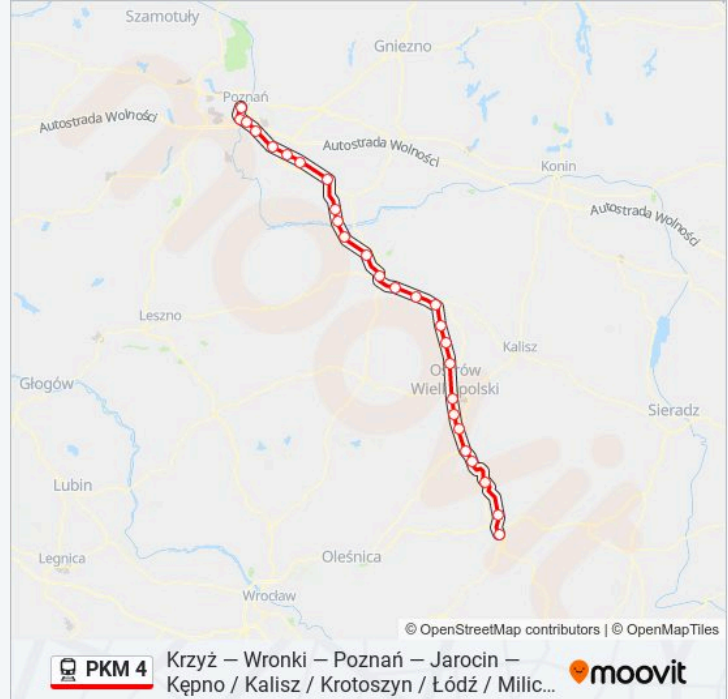 Szamotuły
Gniezno
Poznań
Autostrada Wolności
Autostrada Wolności
Konin
Autostrada Wolności
Leszno
Kalisz
Głogów
Ostrów
Wielkopolski
Sieradz
Lubin
Legnica
Oleśnica
Wrocław
moovit
© OpenStreetMap contributors | © OpenMapTiles
PKM 4
Krzyż – Wronki – Poznań – Jarocin –
Kępno / Kalisz / Krotoszyn / Łódź / Milic...
moovit